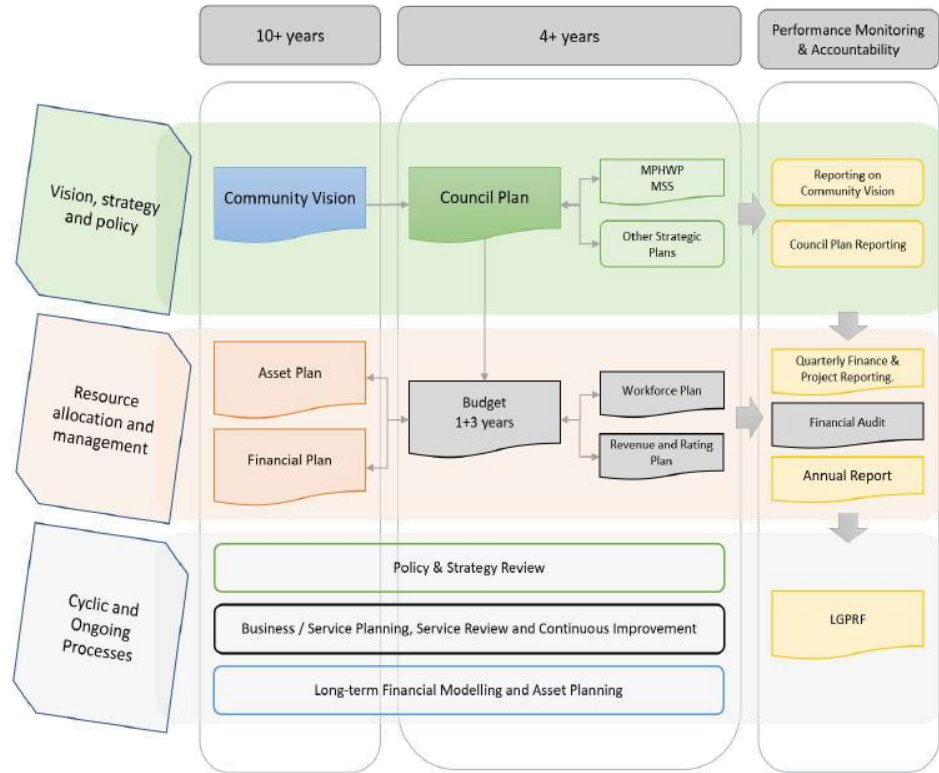 10+ years
4+ years
Performance Monitoring
& Accountability
Vision, strategy
and policy
Community Vision
Council Plan
MPHWP
MSS
Other Strategic
Plans
Reporting on
Community Vision
Council Plan Reporting
Resource
allocation and
management
Asset Plan
Financial Plan
Budget
1+3 years
Workforce Plan
Revenue and Rating
Plan
Quarterly Finance &
Project Reporting.
Financial Audit
Annual Report
Cyclic and
Ongoing
Processes
Policy & Strategy Review
Business / Service Planning, Service Review and Continuous Improvement
Long-term Financial Modelling and Asset Planning
LGPRF